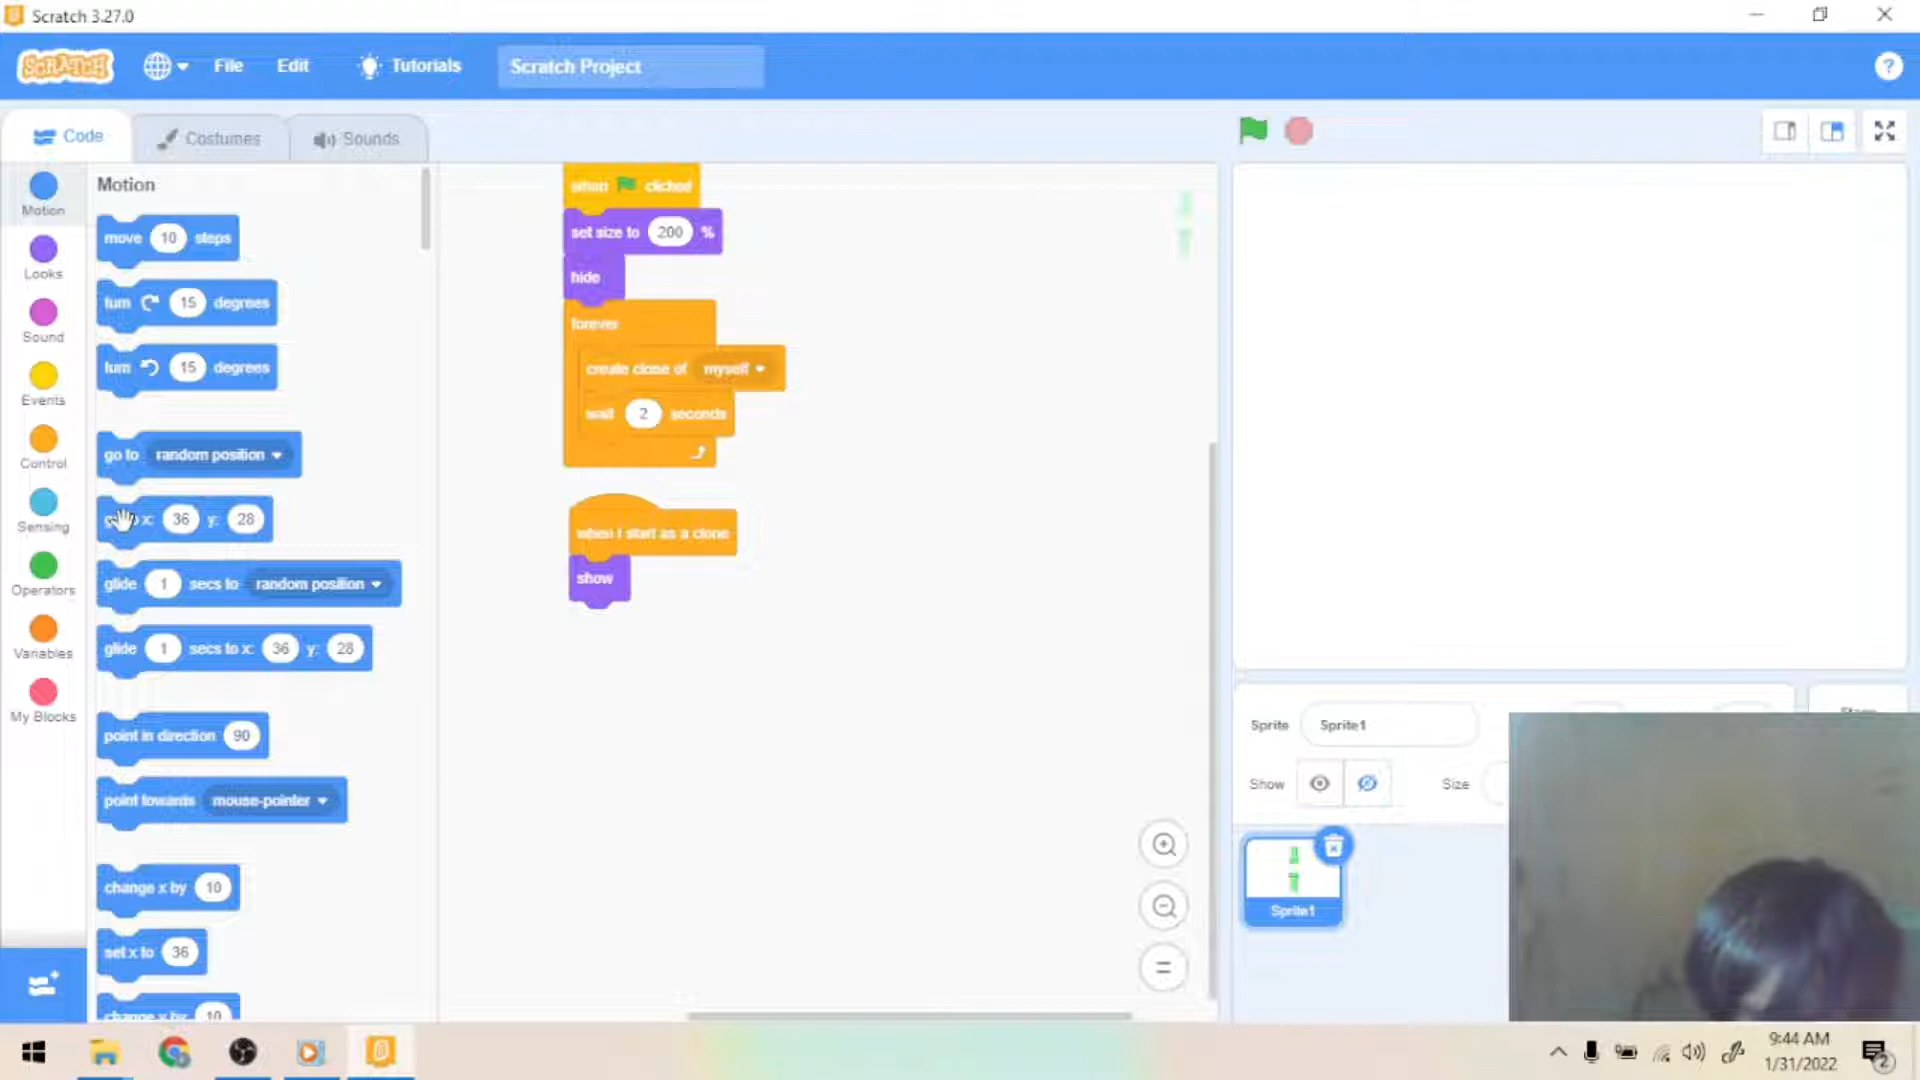 Scratch 3.27.0
SCRATCH
File
Edit
Tutorials
Scratch Project
?
Code
Costumes
Sounds
Motion
Looks
Sound
Events
Control
Sensing
Operators
Variables
My Blocks
Motion
move 10 steps
turn 15 degrees
turn 15 degrees
go to random position
x: 36 y: 28
glide 1 secs to random position
glide 1 secs to x: 36 y: 28
point in direction 90
point towards mouse-pointer
change x by 10
set x to 36
change y by 10
when clicked
set size to 200 %
hide
forever
create clone of myself
wait 2 seconds
when I start as a clone
show
Sprite Sprite1
Show
Size
Sprite1
9:44 AM
1/31/2022
2